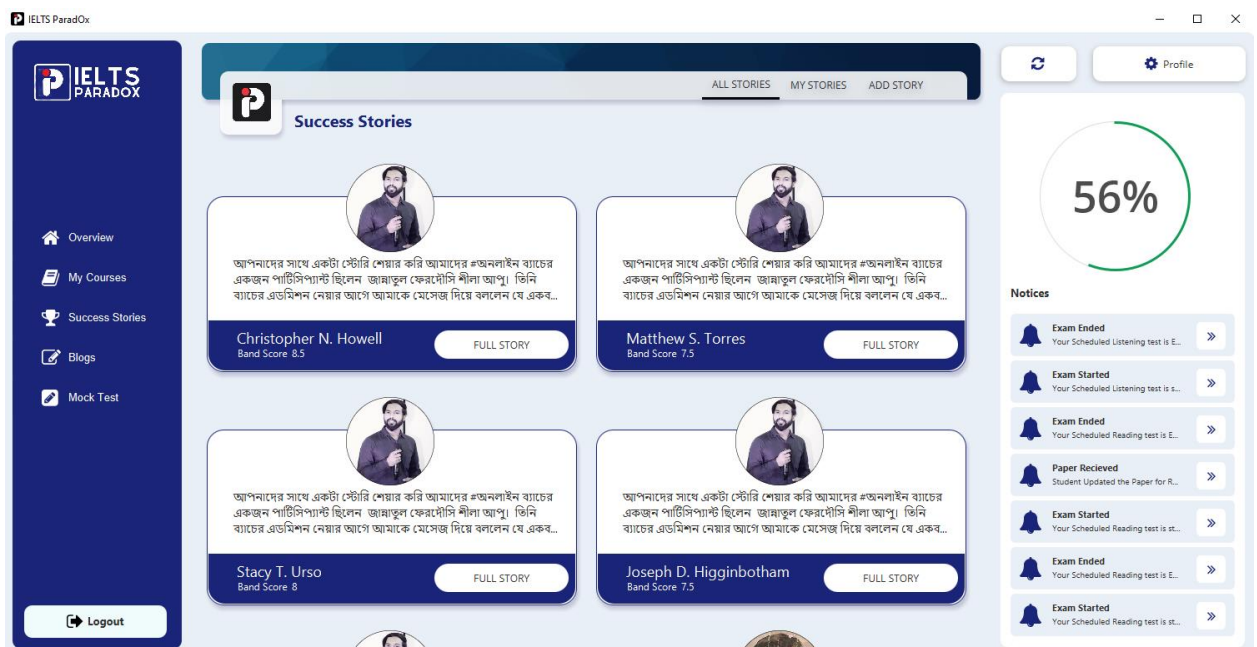 IELTS ParadOx
IELTS
PARADOX
Overview
My Courses
Success Stories
Blogs
Mock Test
Logout
ALL STORIES
MY STORIES
ADD STORY
Success Stories
আপনাদের সাথে একটা স্টোরি শেয়ার করি আমাদের #অনলাইন ব্যাচের
একজন পার্টিসিপ্যান্ট ছিলেন জান্নাতুল ফেরদৌসি শীলা আপু। তিনি
ব্যাচের এডমিশন নেয়ার আগে আমাকে মেসেজ দিয়ে বললেন যে একব...
Christopher N. Howell
Band Score 8.5
FULL STORY
আপনাদের সাথে একটা স্টোরি শেয়ার করি আমাদের #অনলাইন ব্যাচের
একজন পার্টিসিপ্যান্ট ছিলেন জান্নাতুল ফেরদৌসি শীলা আপু। তিনি
ব্যাচের এডমিশন নেয়ার আগে আমাকে মেসেজ দিয়ে বললেন যে একব...
Matthew S. Torres
Band Score 7.5
FULL STORY
আপনাদের সাথে একটা স্টোরি শেয়ার করি আমাদের #অনলাইন ব্যাচের
একজন পার্টিসিপ্যান্ট ছিলেন জান্নাতুল ফেরদৌসি শীলা আপু। তিনি
ব্যাচের এডমিশন নেয়ার আগে আমাকে মেসেজ দিয়ে বললেন যে একব...
Stacy T. Urso
Band Score 8
FULL STORY
আপনাদের সাথে একটা স্টোরি শেয়ার করি আমাদের #অনলাইন ব্যাচের
একজন পার্টিসিপ্যান্ট ছিলেন জান্নাতুল ফেরদৌসি শীলা আপু। তিনি
ব্যাচের এডমিশন নেয়ার আগে আমাকে মেসেজ দিয়ে বললেন যে একব...
Joseph D. Higginbotham
Band Score 7.5
FULL STORY
Profile
56%
Notices
Exam Ended
Your Scheduled Listening test is E...
Exam Started
Your Scheduled Listening test is s...
Exam Ended
Your Scheduled Reading test is E...
Paper Recieved
Student Updated the Paper for R...
Exam Started
Your Scheduled Reading test is st...
Exam Ended
Your Scheduled Reading test is E...
Exam Started
Your Scheduled Reading test is st...